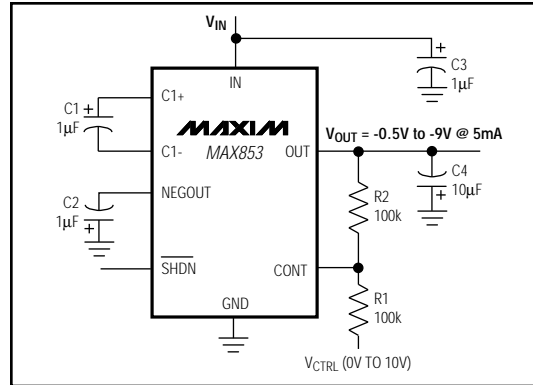 VIN
+
C3
1µF
IN
C1+
C1
+
1µF
MAXIM
MAX853
VOUT = -0.5V to -9V @ 5mA
C1-
OUT
C4
10µF
+
NEGOUT
C2
1µF
+
R2
100k
SHDN
CONT
R1
100k
GND
VCTRL (0V TO 10V)